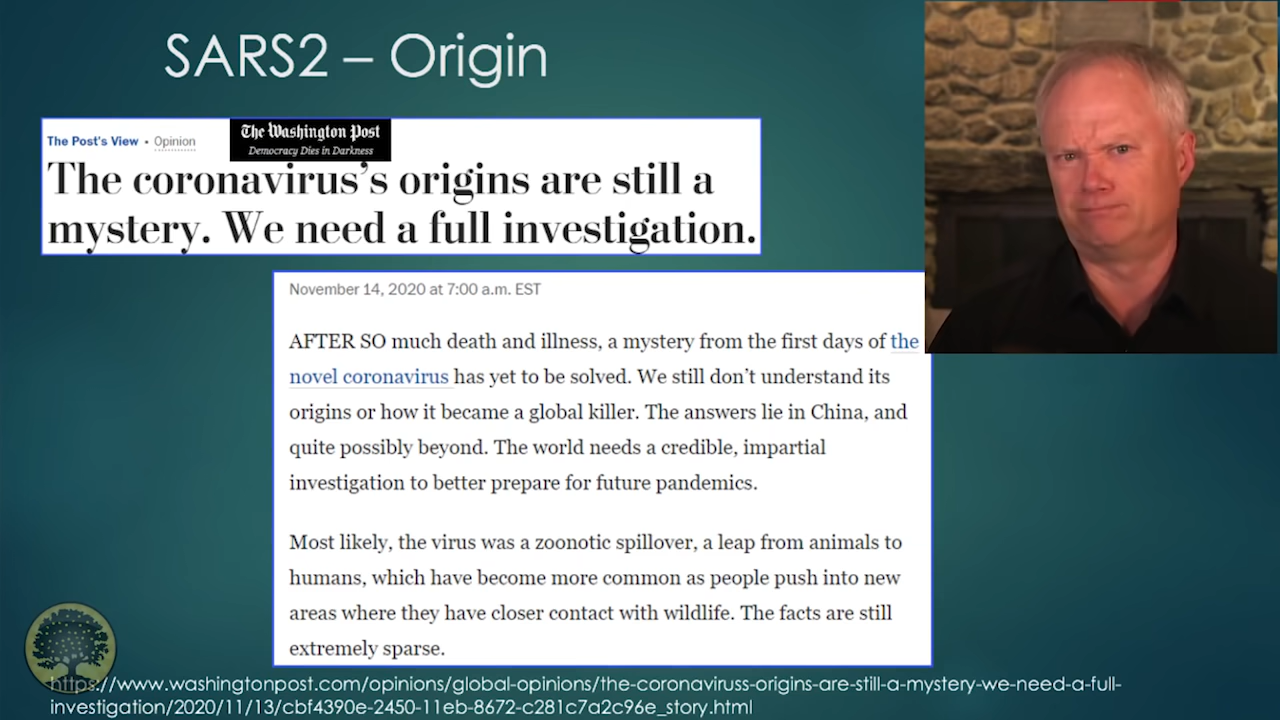 SARS2 – Origin
The Post's View • Opinion
The Washington Post
Democracy Dies in Darkness
The coronavirus's origins are still a
mystery. We need a full investigation.
November 14, 2020 at 7:00 a.m. EST
AFTER SO much death and illness, a mystery from the first days of the
novel coronavirus has yet to be solved. We still don't understand its
origins or how it became a global killer. The answers lie in China, and
quite possibly beyond. The world needs a credible, impartial
investigation to better prepare for future pandemics.
Most likely, the virus was a zoonotic spillover, a leap from animals to
humans, which have become more common as people push into new
areas where they have closer contact with wildlife. The facts are still
extremely sparse.
https://www.washingtonpost.com/opinions/global-opinions/the-coronaviruss-origins-are-still-a-mystery-we-need-a-full-
investigation/2020/11/13/cbf4390e-2450-11eb-8672-c281c7a2c96e_story.html